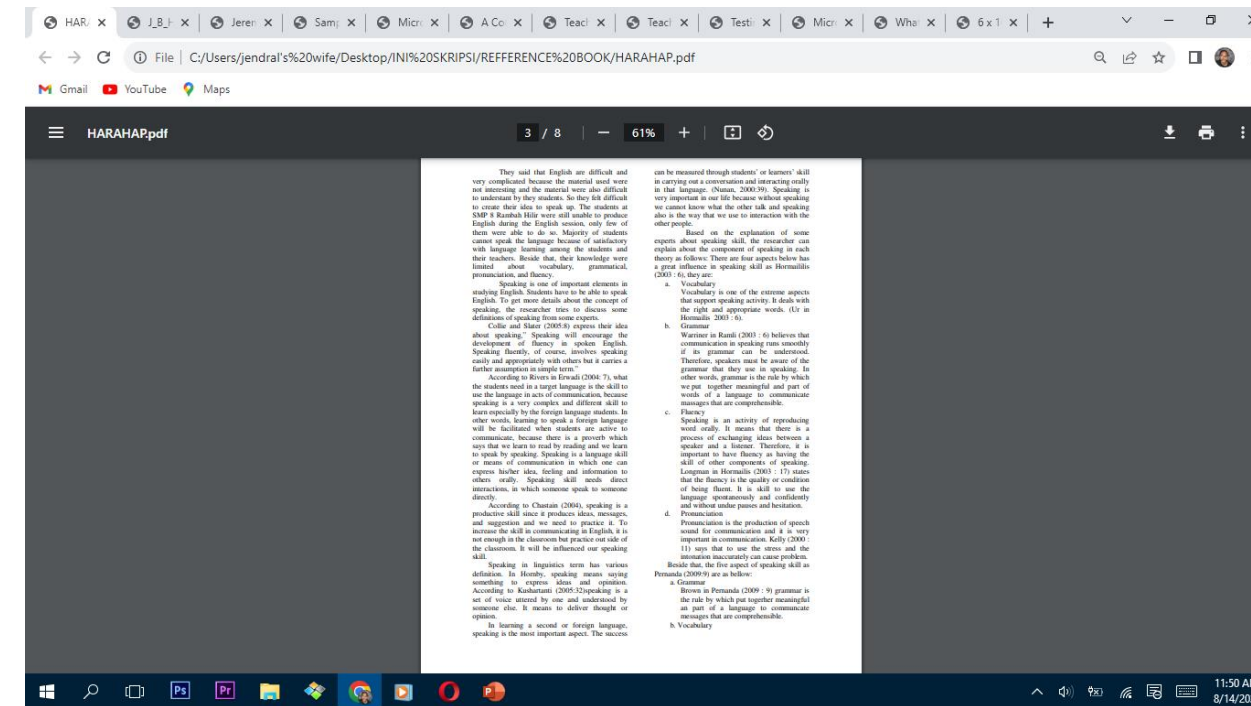 HAR/
J_B_H
Jeren
Samp
Micro
A Co
Teach
Teach
Testin
Micro
What
6 x 1
File | C:/Users/jendral's%20wife/Desktop/INI%20SKRIPSI/REFFERENCE%20BOOK/HARAHAP.pdf
Gmail
YouTube
Maps
HARAHAP.pdf
3 / 8
61%
They said that English are difficult and
very complicated because the material used were
not interesting and the material were also difficult
to understant by they students. So they felt difficult
to create their idea to speak up. The students at
SMP 8 Rambah Hilir were still unable to produce
English during the English session, only few of
them were able to do so. Majority of students
cannot speak the language because of satisfactory
with language learning among the students and
their teachers. Beside that, their knowledge were
limited about vocabulary, grammatical,
pronunciation, and fluency.
Speaking is one of important elements in
studying English. Students have to be able to speak
English. To get more details about the concept of
speaking, the researcher tries to discuss some
definitions of speaking from some experts.
Collie and Slater (2005:8) express their idea
about speaking," Speaking will encourage the
development of fluency in spoken English.
Speaking fluently, of course, involves speaking
easily and appropriately with others but it carries a
further assumption in simple term."
According to Rivers in Erwadi (2004: 7), what
the students need in a target language is the skill to
use the language in acts of communication, because
speaking is a very complex and different skill to
learn especially by the foreign language students. In
other words, learning to speak a foreign language
will be facilitated when students are active to
communicate, because there is a proverb which
says that we learn to read by reading and we learn
to speak by speaking. Speaking is a language skill
or means of communication in which one can
express his/her idea, feeling and information to
others orally. Speaking skill needs direct
interactions, in which someone speak to someone
directly.
According to Chastain (2004), speaking is a
productive skill since it produces ideas, messages,
and suggestion and we need to practice it. To
increase the skill in communicating in English, it is
not enough in the classroom but practice out side of
the classroom. It will be influenced our speaking
skill.
Speaking in linguistics term has various
definition. In Hornby, speaking means saying
something to express ideas and opinition.
According to Kushartanti (2005:32)speaking is a
set of voice uttered by one and understood by
someone else. It means to deliver thought or
opinion.
In learning a second or foreign language,
speaking is the most important aspect. The success
can be measured through students' or learners' skill
in carrying out a conversation and interacting orally
in that language. (Nunan, 2000:39). Speaking is
very important in our life because without speaking
we cannot know what the other talk and speaking
also is the way that we use to interaction with the
other people.
Based on the explanation of some
experts about speaking skill, the researcher can
explain about the component of speaking in each
theory as follows: There are four aspects below has
a great influence in speaking skill as Hormaililis
(2003 : 6), they are:
a. Vocabulary
Vocabulary is one of the extreme aspects
that support speaking activity. It deals with
the right and appropriate words. (Ur in
Hormailis 2003 : 6).
b. Grammar
Warriner in Ramli (2003 : 6) believes that
communication in speaking runs smoothly
if its grammar can be understood.
Therefore, speakers must be aware of the
grammar that they use in speaking. In
other words, grammar is the rule by which
we put together meaningful and part of
words of a language to communicate
massages that are comprehensible.
c. Fluency
Speaking is an activity of reproducing
word orally. It means that there is a
process of exchanging ideas between a
speaker and a listener. Therefore, it is
important to have fluency as having the
skill of other components of speaking.
Longman in Hormailis (2003 : 17) states
that the fluency is the quality or condition
of being fluent. It is skill to use the
language spontaneously and confidently
and without undue pauses and hesitation.
d. Pronunciation
Pronunciation is the production of speech
sound for communication and it is very
important in communication. Kelly (2000 :
11) says that to use the stress and the
intonation inaccurately can cause problem.
Beside that, the five aspect of speaking skill as
Pernanda (2009:9) are as bellow:
a. Grammar
Brown in Pernanda (2009 : 9) grammar is
the rule by which put togerher meaningful
an part of a language to communcate
messages that are comprehensible.
b. Vocabulary
Ps
Pr
11:50 A
8/14/20